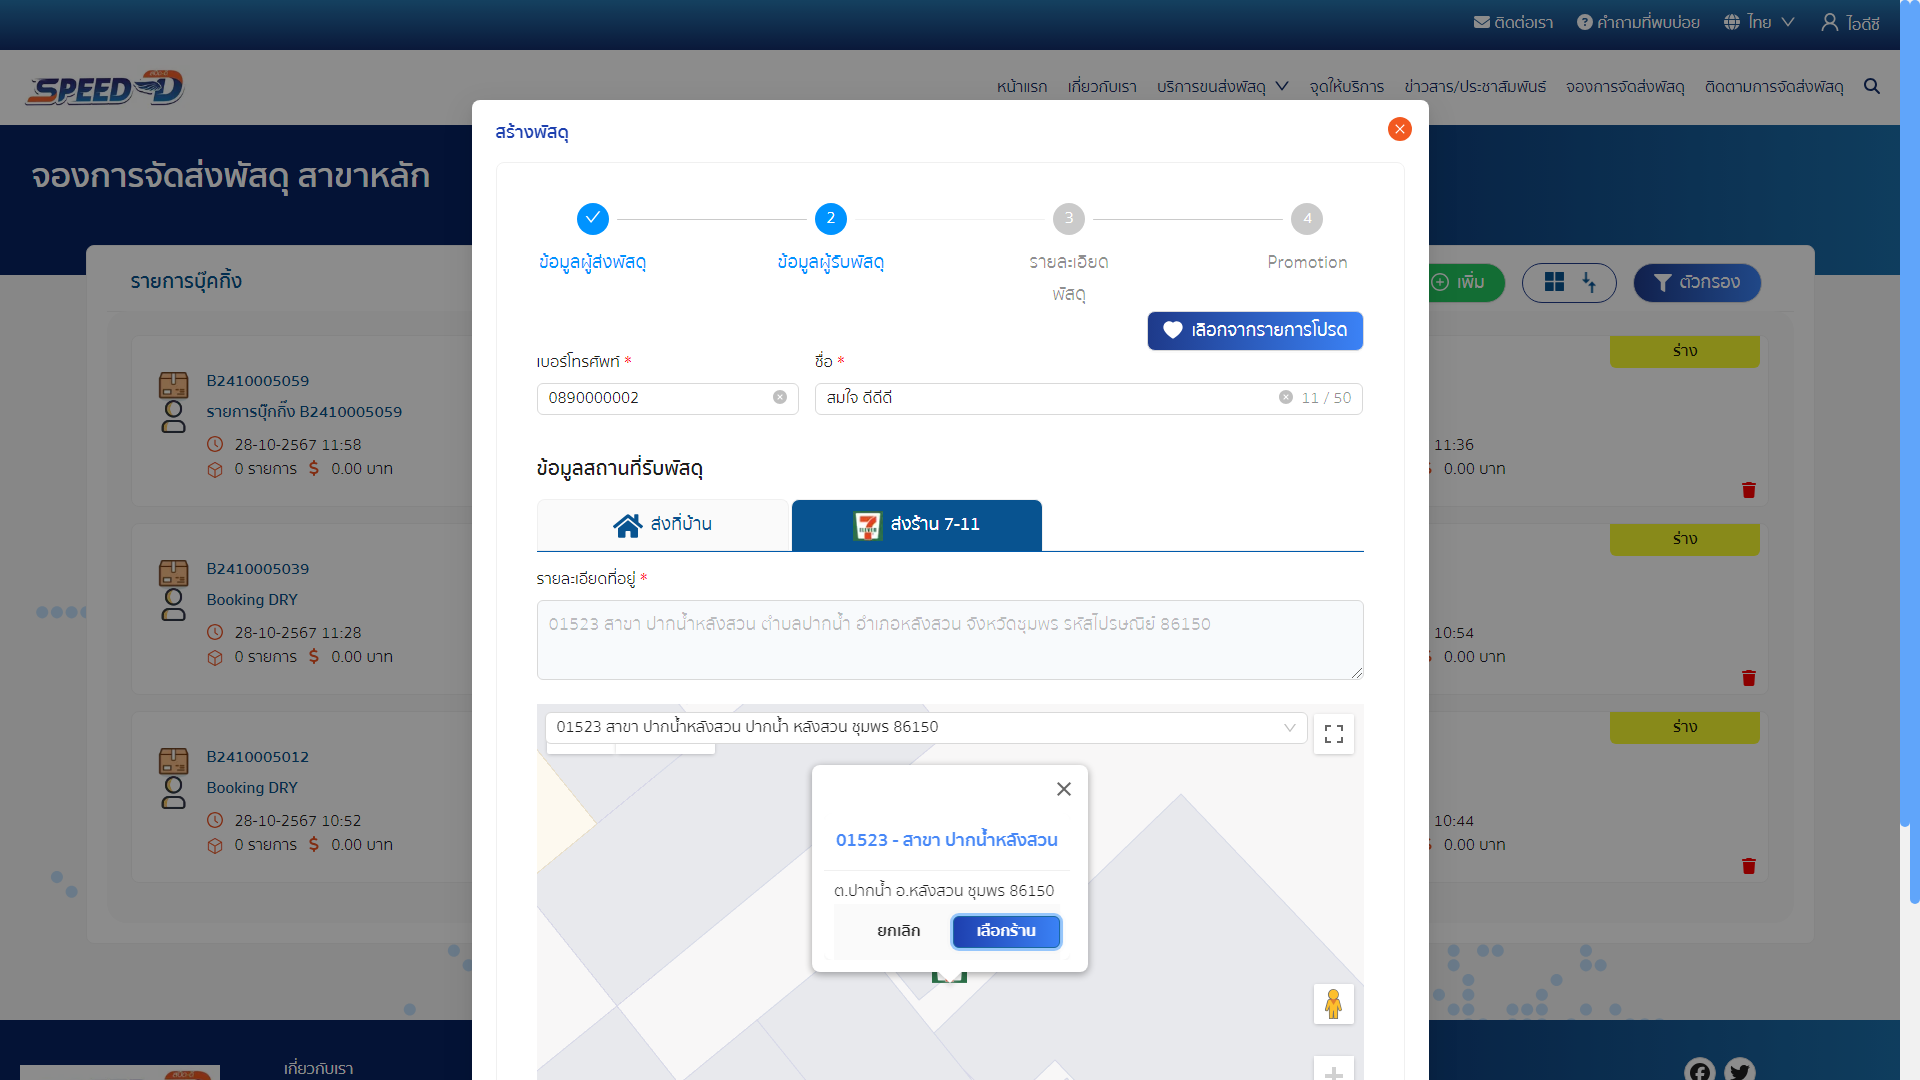 ติดต่อเรา
คำถามที่พบบ่อย
ไทย
ไอดีซี
SPEED-D
หน้าแรก
เกี่ยวกับเรา
บริการขนส่งพัสดุ
จุดให้บริการ
ข่าวสาร/ประชาสัมพันธ์
จองการจัดส่งพัสดุ
ติดตามการจัดส่งพัสดุ
จองการจัดส่งพัสดุ สาขาหลัก
รายการบุ๊คกิ้ง
เพิ่ม
ตัวกรอง
B2410005059
รายการบุ๊กกิ๊ง B2410005059
28-10-2567 11:58
0 รายการ $ 0.00 บาท
B2410005039
Booking DRY
28-10-2567 11:28
0 รายการ $ 0.00 บาท
B2410005012
Booking DRY
28-10-2567 10:52
0 รายการ $ 0.00 บาท
สร้างพัสดุ
2
3
4
ข้อมูลผู้ส่งพัสดุ
ข้อมูลผู้รับพัสดุ
รายละเอียด
พัสดุ
Promotion
เลือกจากรายการโปรด
เบอร์โทรศัพท์ *
ชื่อ *
0890000002
สมใจ ดีดีดี
11 / 50
ข้อมูลสถานที่รับพัสดุ
ส่งที่บ้าน
ส่งร้าน 7-11
รายละเอียดที่อยู่ *
01523 สาขา ปากน้ำหลังสวน ตำบลปากน้ำ อำเภอหลังสวน จังหวัดชุมพร รหัสไปรษณีย์ 86150
01523 สาขา ปากน้ำหลังสวน ปากน้ำ หลังสวน ชุมพร 86150
01523 - สาขา ปากน้ำหลังสวน
ต.ปากน้ำ อ.หลังสวน ชุมพร 86150
ยกเลิก
เลือกร้าน
ร่าง
11:36
0.00 บาท
ร่าง
10:54
0.00 บาท
ร่าง
10:44
0.00 บาท
เกี่ยวกับเรา